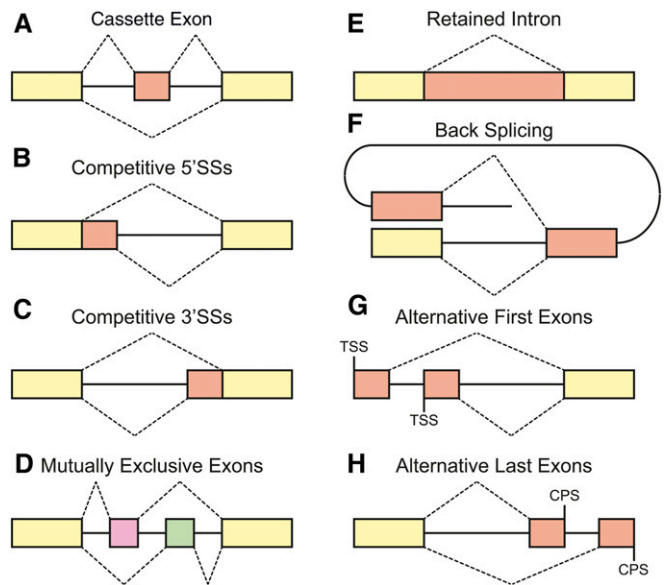 A
Cassette Exon
B
Competitive 5'SSs
C
Competitive 3'SSs
D
Mutually Exclusive Exons
E
Retained Intron
F
Back Splicing
G
Alternative First Exons
TSS
TSS
H
Alternative Last Exons
CPS
CPS